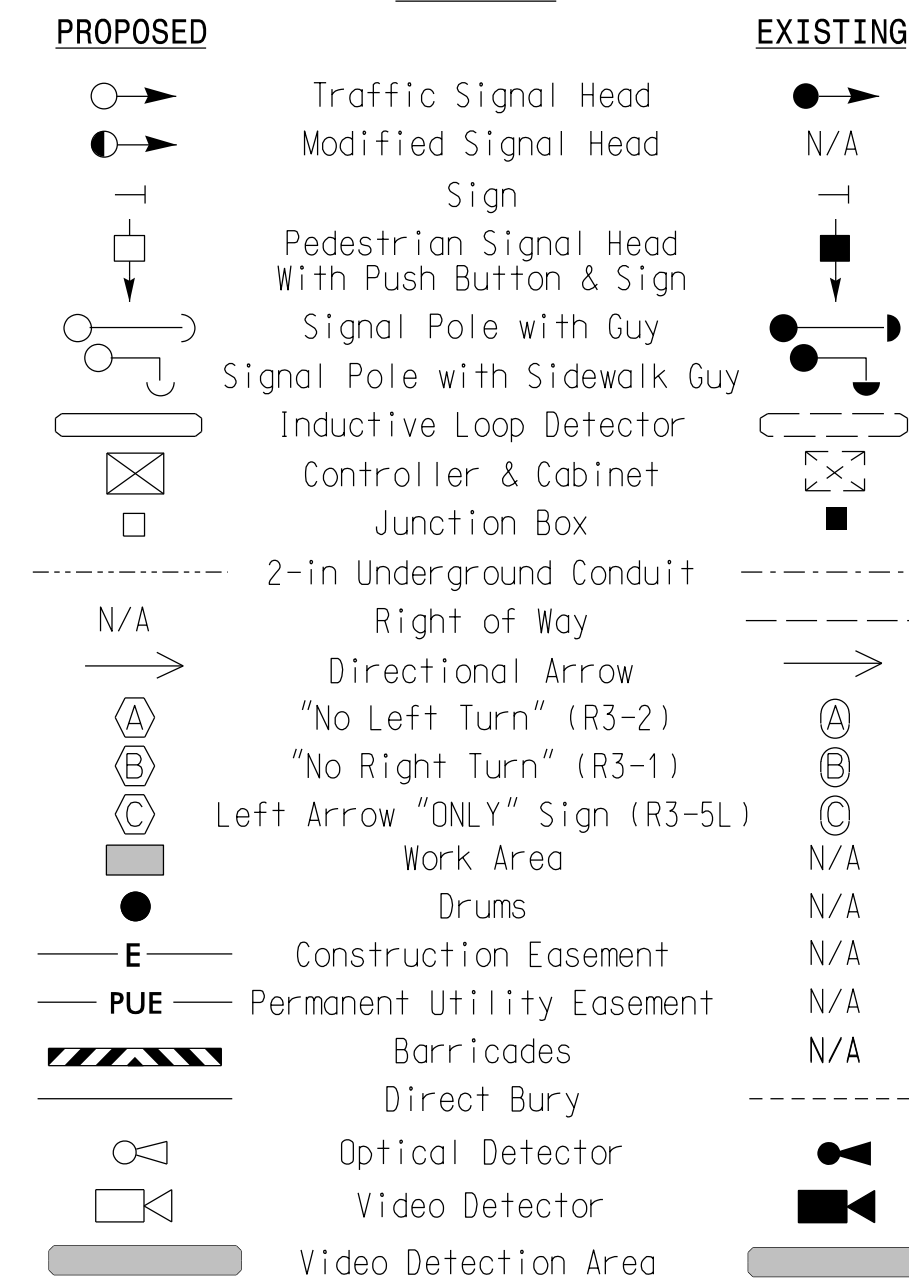 PROPOSED EXISTING
Traffic Signal Head
Modified Signal Head N/A
Sign
Pedestrian Signal Head
With Push Button & Sign
Signal Pole with Guy
Signal Pole with Sidewalk Guy
Inductive Loop Detector
Controller & Cabinet
Junction Box
2-in Underground Conduit
N/A Right of Way
Directional Arrow
A "No Left Turn" (R3-2) A
B "No Right Turn" (R3-1) B
C Left Arrow "ONLY" Sign (R3-5L) C
Work Area N/A
Drums N/A
E Construction Easement N/A
PUE Permanent Utility Easement N/A
Barricades N/A
Direct Bury
Optical Detector
Video Detector
Video Detection Area